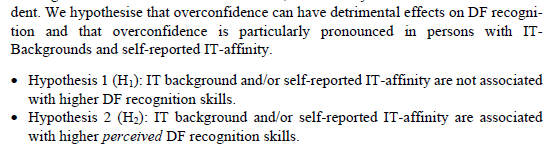 dent. We hypothesise that overconfidence can have detrimental effects on DF recogni-
tion and that overconfidence is particularly pronounced in persons with IT-
Backgrounds and self-reported IT-affinity.
• Hypothesis 1 (H₁): IT background and/or self-reported IT-affinity are not associated
with higher DF recognition skills.
• Hypothesis 2 (H₂): IT background and/or self-reported IT-affinity are associated
with higher perceived DF recognition skills.